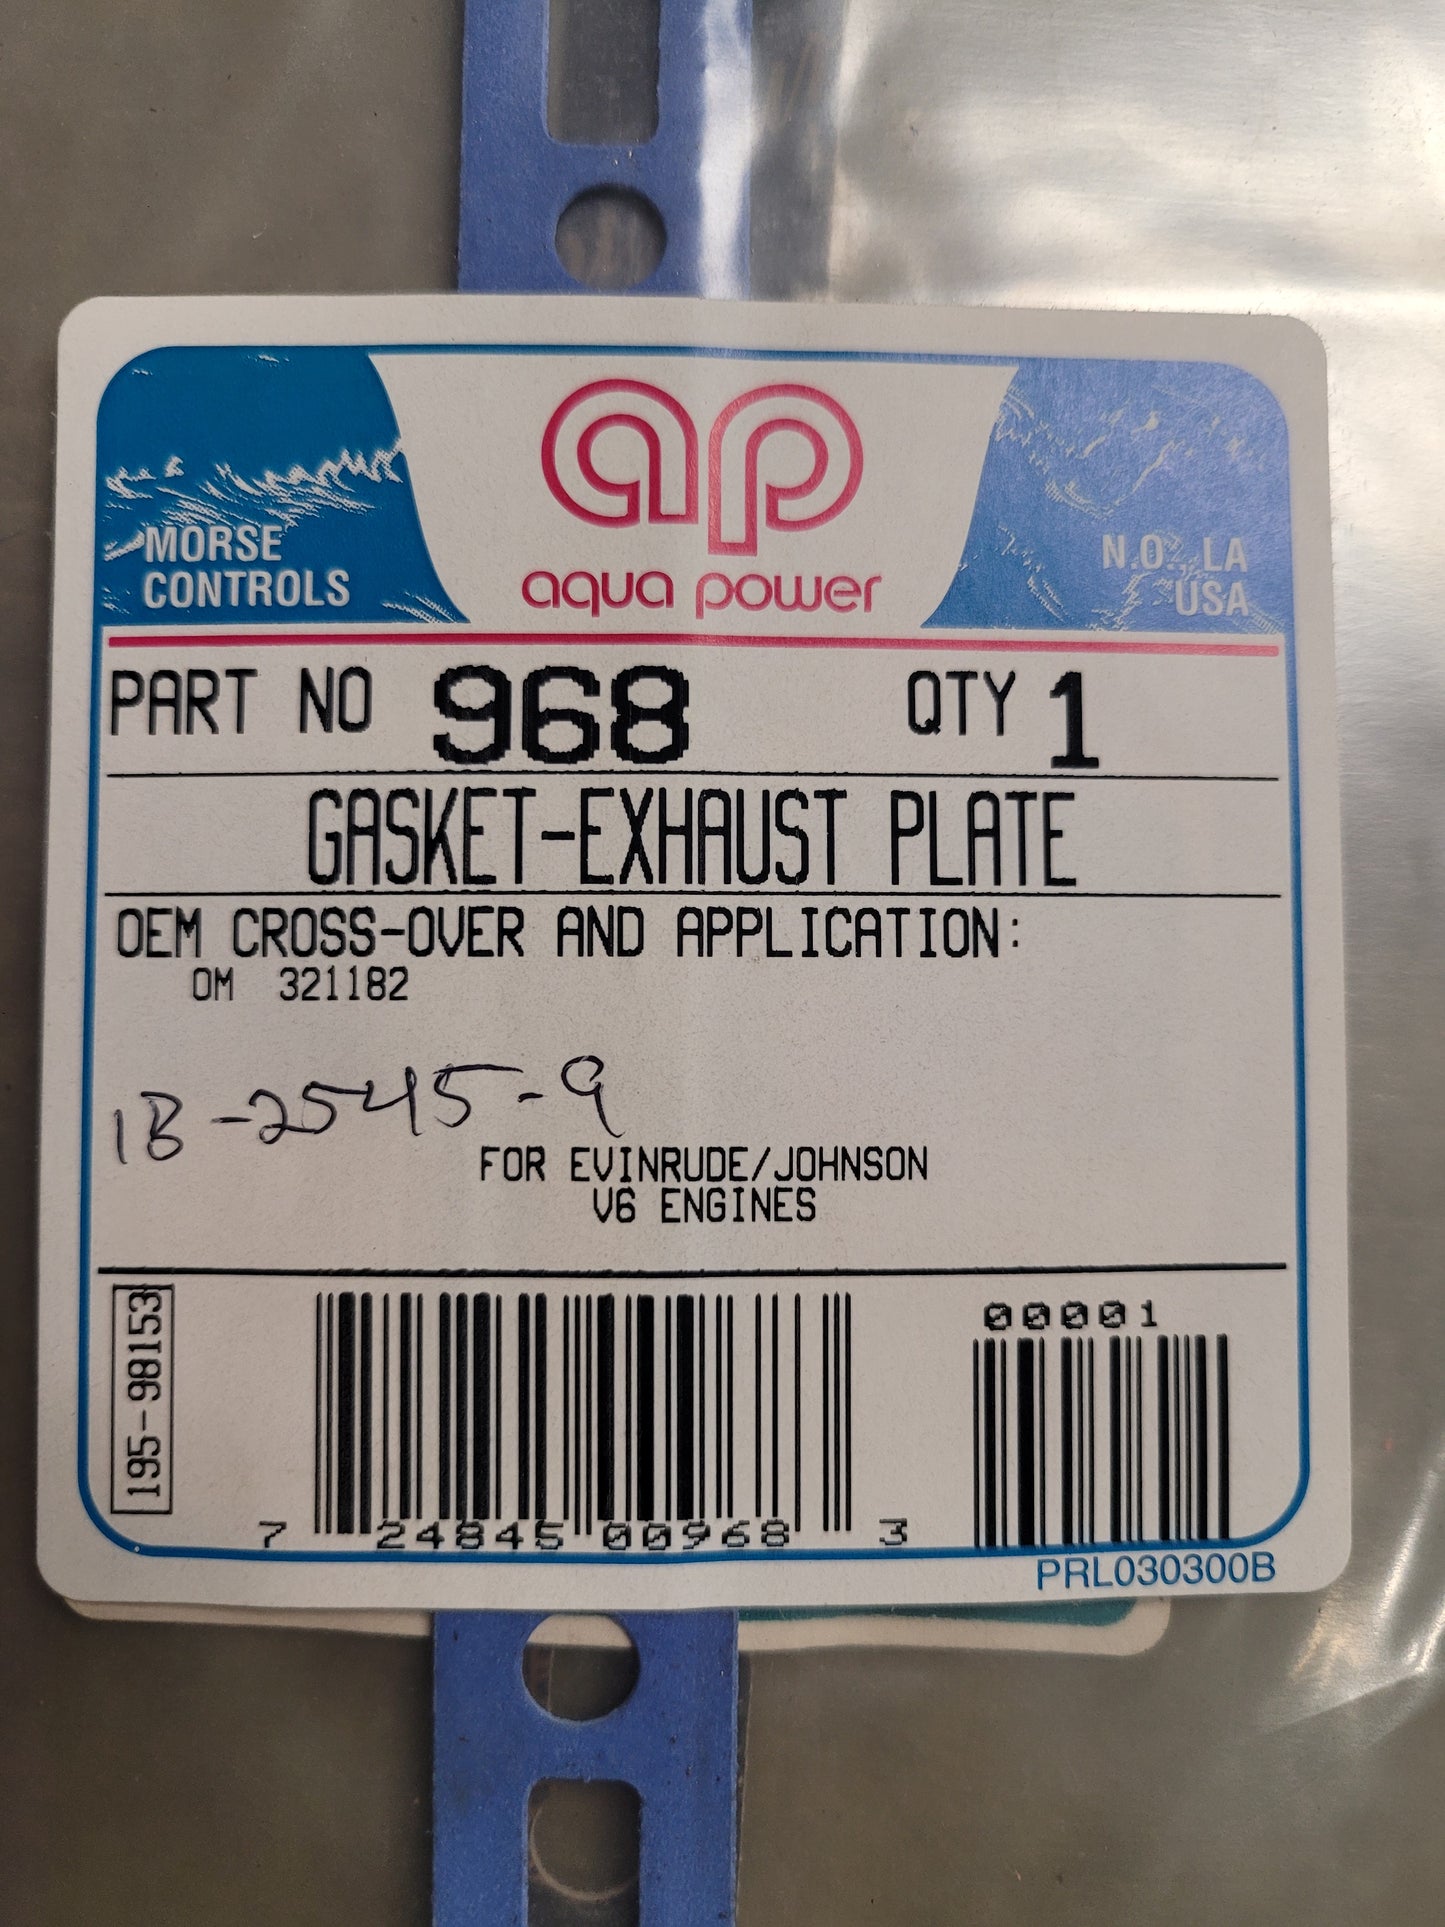 ap
aqua power
MORSE
CONTROLS
N.O., LA
USA
PART NO 968 QTY 1
GASKET-EXHAUST PLATE
OEM CROSS-OVER AND APPLICATION:
OM 321182
18-2545-9
FOR EVINRUDE/JOHNSON
V6 ENGINES
195-98153
7 24845 00968 3
00001
PRL030300B